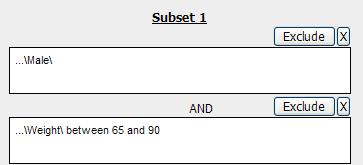 Subset 1
Exclude X
...\Male\
AND Exclude X
...\Weight\ between 65 and 90